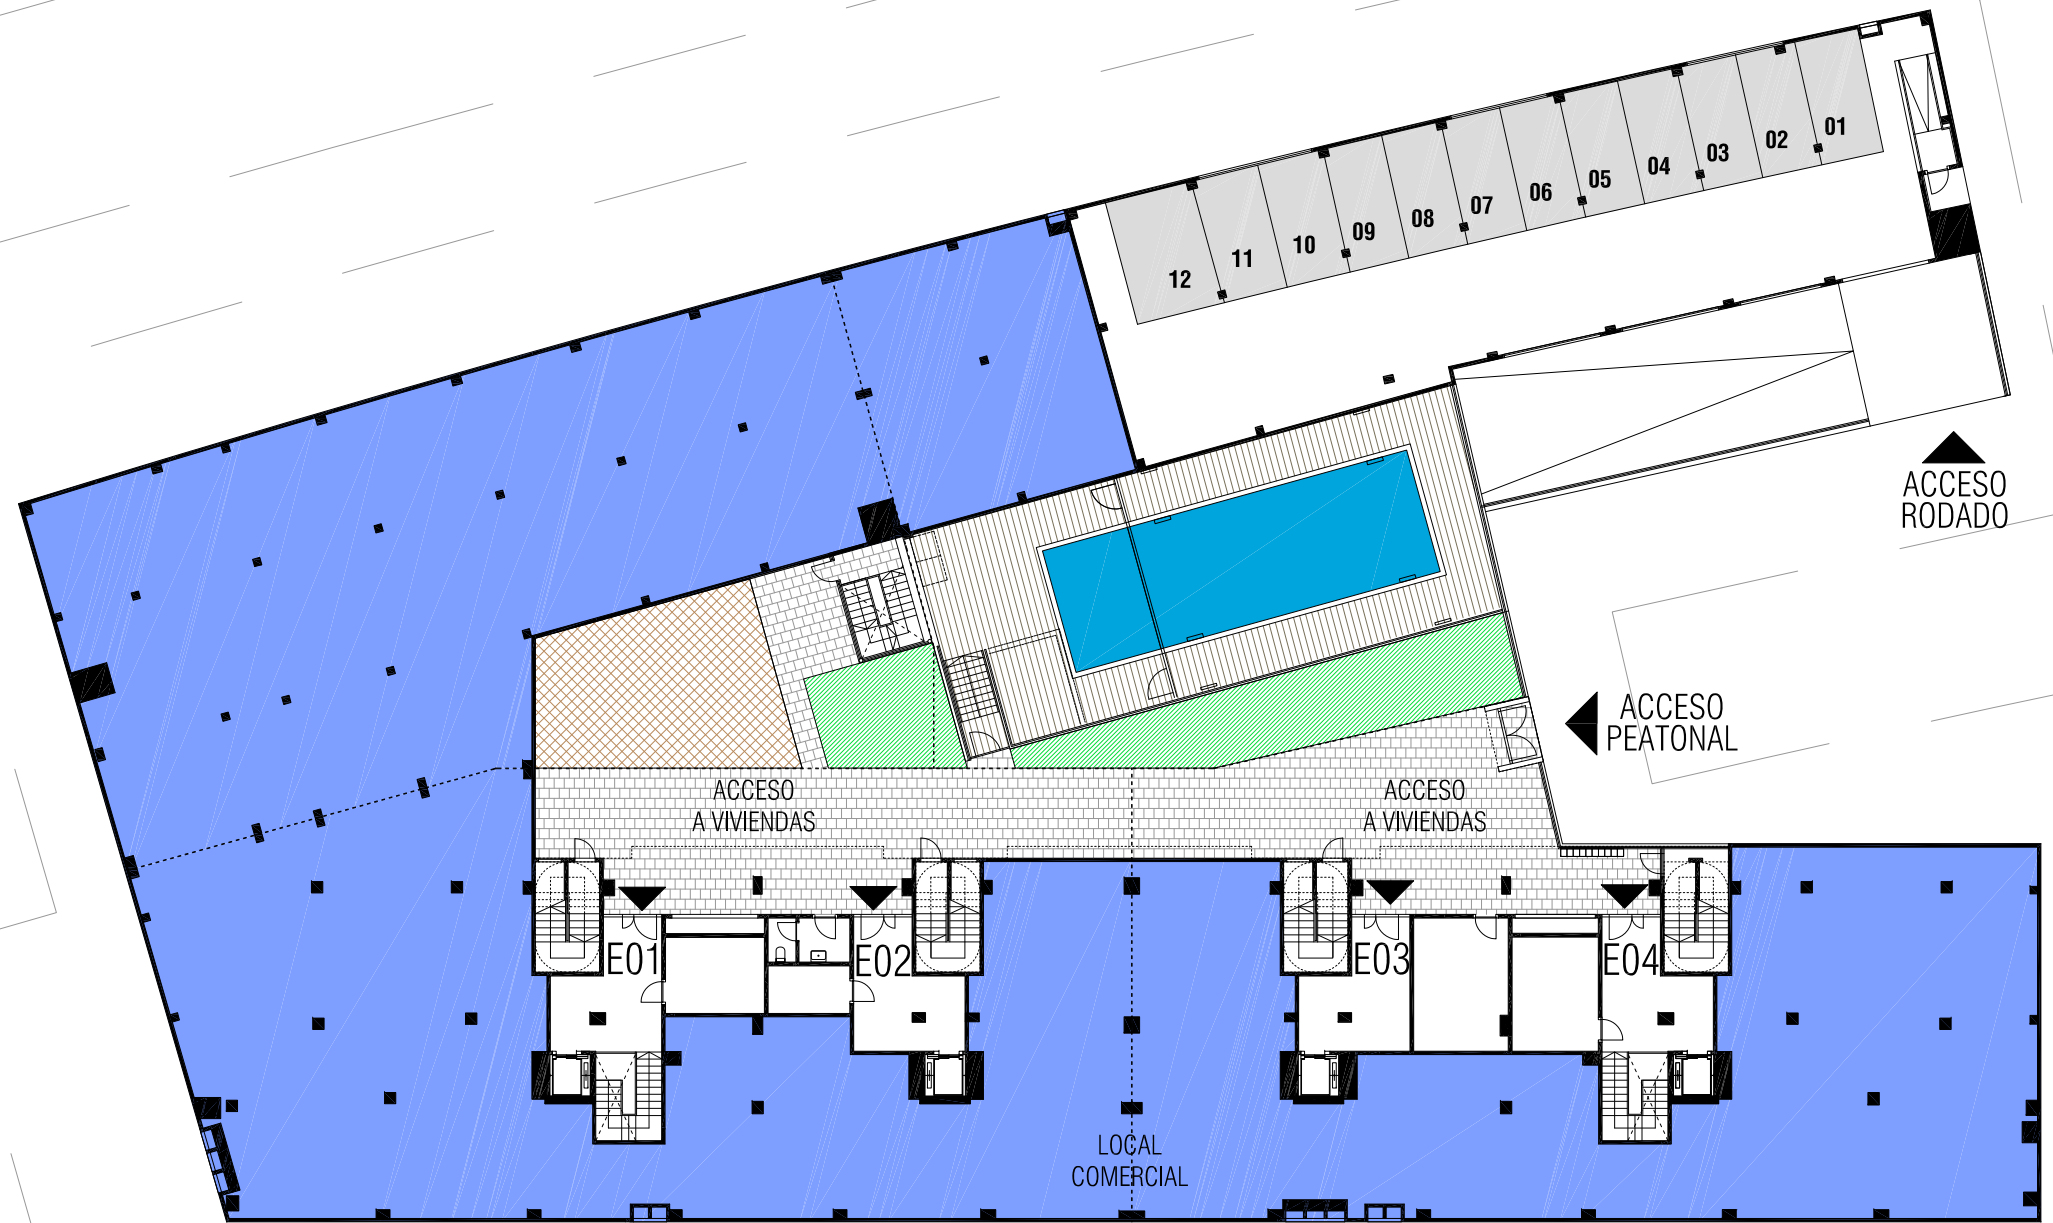 01
02
03
04
05
06
07
08
09
10
11
12
ACCESO
RODADO
ACCESO
PEATONAL
ACCESO
A VIVIENDAS
ACCESO
A VIVIENDAS
E01
E02
E03
E04
LOCAL
COMERCIAL